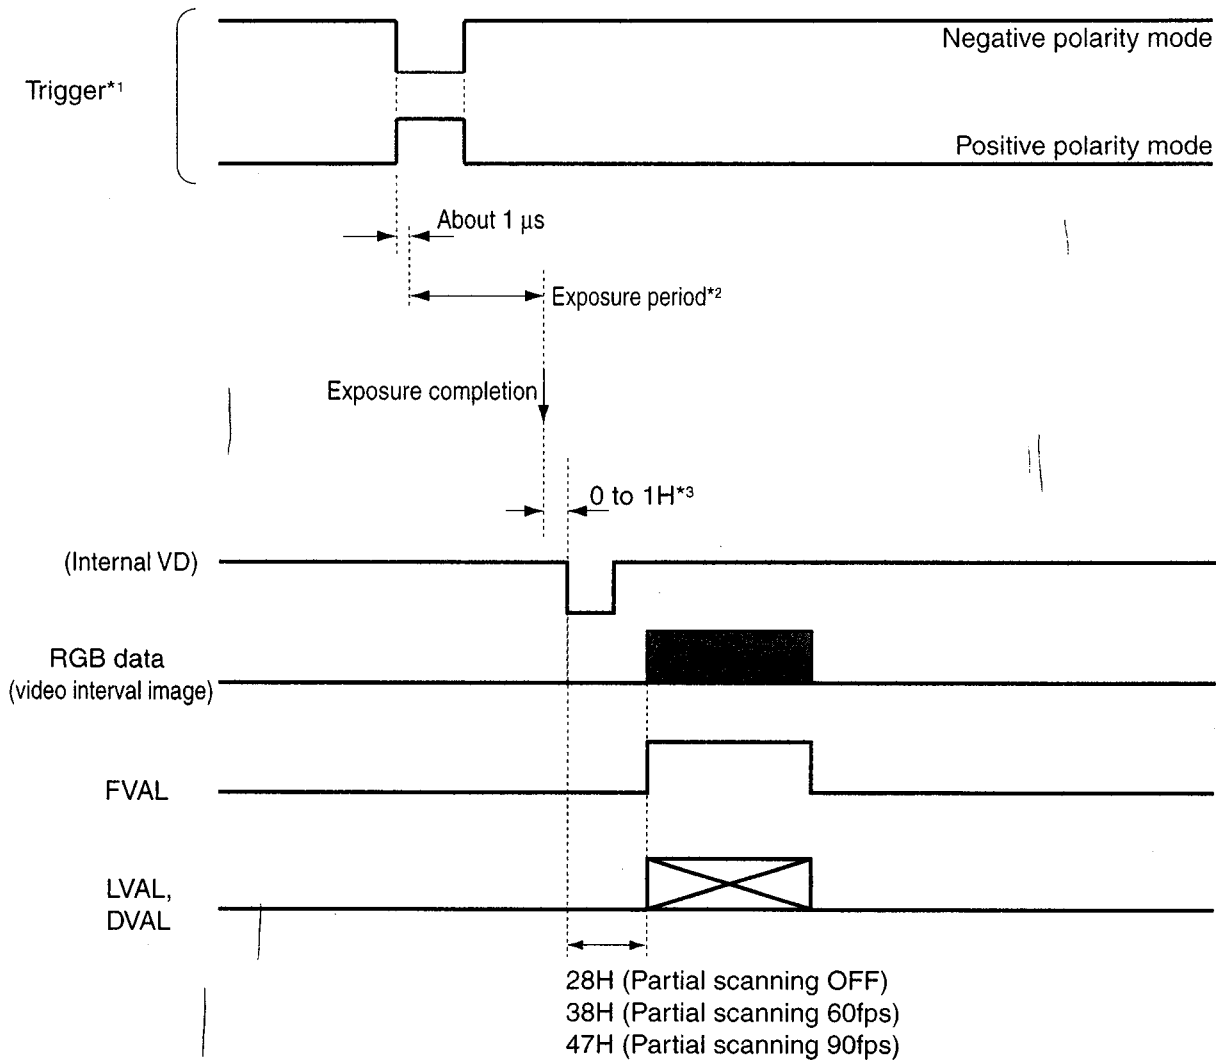 Negative polarity mode
Trigger*1
Positive polarity mode
About 1 µs
Exposure period*2
Exposure completion
0 to 1H*3
(Internal VD)
RGB data
(video interval image)
FVAL
LVAL,
DVAL
28H (Partial scanning OFF)
38H (Partial scanning 60fps)
47H (Partial scanning 90fps)